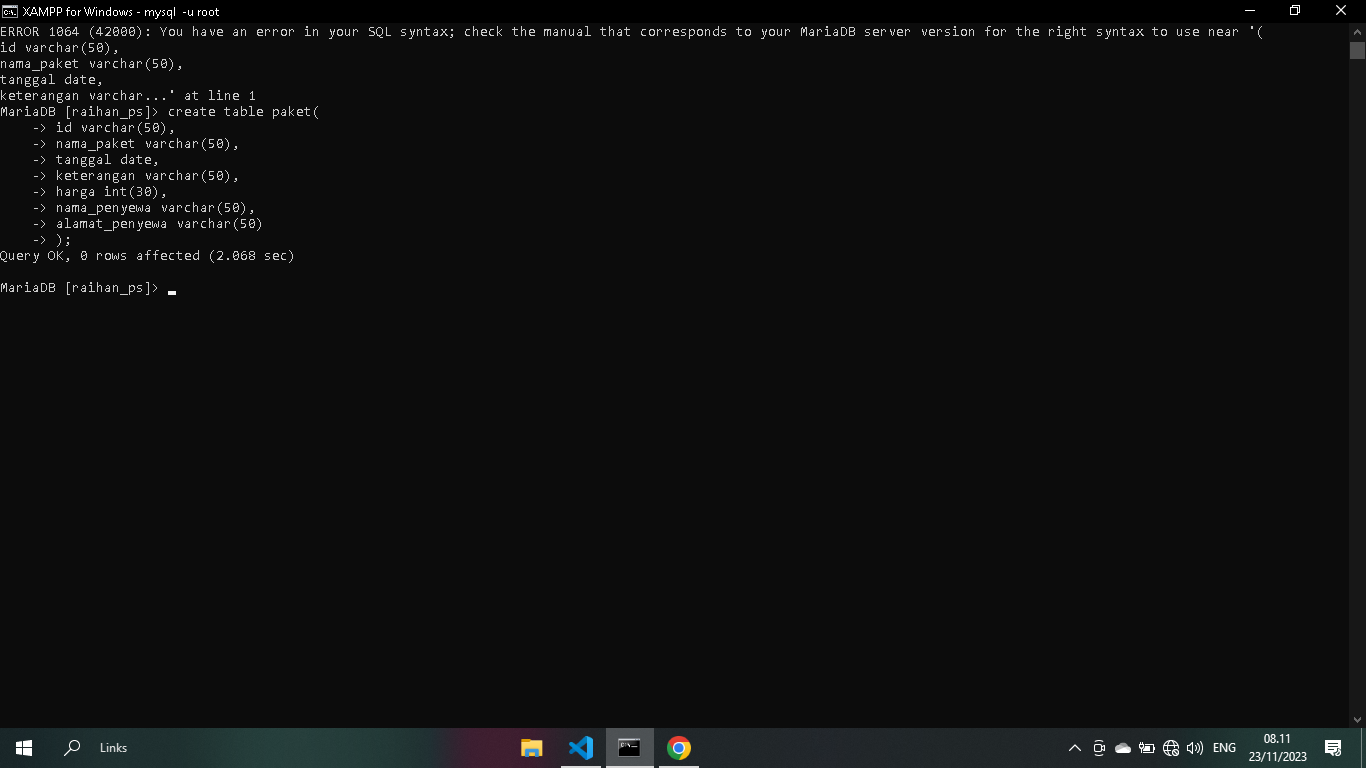 XAMPP for Windows - mysql -u root
ERROR 1064 (42000): You have an error in your SQL syntax; check the manual that corresponds to your MariaDB server version for the right syntax to use near '(
id varchar(50),
nama_paket varchar(50),
tanggal date,
keterangan varchar...' at line 1
MariaDB [raihan_ps]> create table paket(
    -> id varchar(50),
    -> nama_paket varchar(50),
    -> tanggal date,
    -> keterangan varchar(50),
    -> harga int(30),
    -> nama_penyewa varchar(50),
    -> alamat_penyewa varchar(50)
    -> );
Query OK, 0 rows affected (2.068 sec)
MariaDB [raihan_ps]>
Links
ENG
08.11
23/11/2023